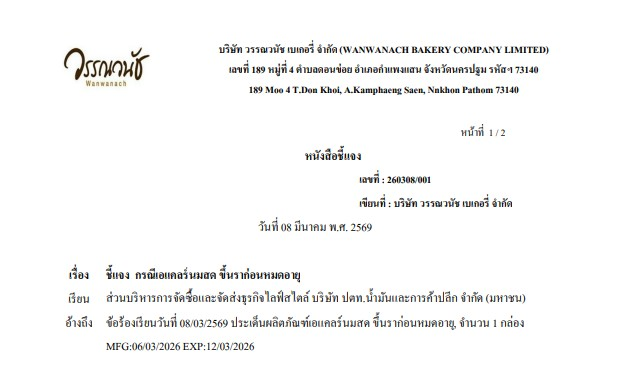 วรรณวนัช
Wanwanach
บริษัท วรรณวนัช เบเกอรี่ จำกัด (WANWANACH BAKERY COMPANY LIMITED)
เลขที่ 189 หมู่ที่ 4 ตำบลดอนข่อย อำเภอกำแพงแสน จังหวัดนครปฐม รหัสฯ 73140
189 Moo 4 T.Don Khoi, A.Kamphaeng Saen, Nnkhon Pathom 73140
หน้าที่ 1 / 2
หนังสือชี้แจง
เลขที่ : 260308/001
เขียนที่ : บริษัท วรรณวนัช เบเกอรี่ จำกัด
วันที่ 08 มีนาคม พ.ศ. 2569
เรื่อง ชี้แจง กรณีเอแคลร์นมสด ขึ้นราก่อนหมดอายุ
เรียน ส่วนบริหารการจัดซื้อและจัดส่งธุรกิจไลฟ์สไตล์ บริษัท ปตท.น้ำมันและการค้าปลีก จำกัด (มหาชน)
อ้างถึง ข้อร้องเรียนวันที่ 08/03/2569 ประเด็นผลิตภัณฑ์เอแคลร์นมสด ขึ้นราก่อนหมดอายุ, จำนวน 1 กล่อง
MFG:06/03/2026 EXP:12/03/2026